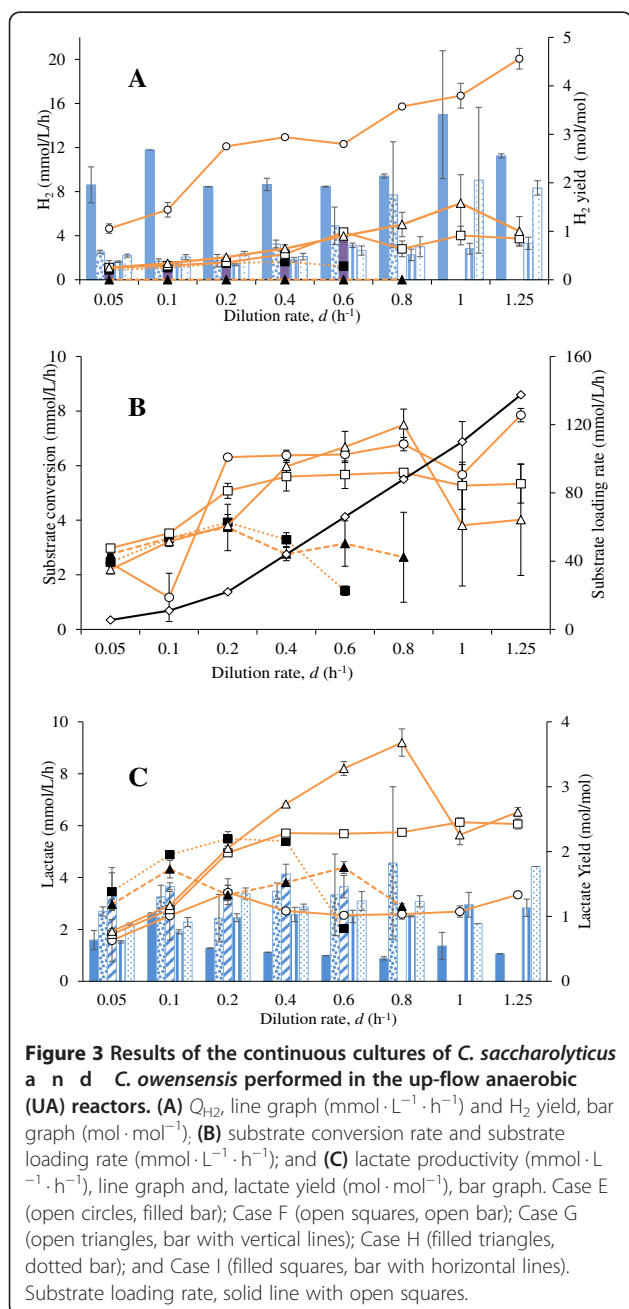 A
H₂ (mmol/L/h)
20
16
12
8
4
0
5
4
3
2
1
0
H₂ yield (mol/mol)
0.05 0.1 0.2 0.4 0.6 0.8 1 1.25
Dilution rate, d (h⁻¹)
B
Substrate conversion (mmol/L/h)
10
8
6
4
2
0
160
120
80
40
0
Substrate loading rate (mmol/L/h)
0.05 0.1 0.2 0.4 0.6 0.8 1 1.25
Dilution rate, d (h⁻¹)
C
Lactate (mmol/L/h)
10
8
6
4
2
0
4
3
2
1
0
Lactate Yield (mol/mol)
0.05 0.1 0.2 0.4 0.6 0.8 1 1.25
Dilution rate, d (h⁻¹)
Figure 3 Results of the continuous cultures of C. saccharolyticus
a n d C. owensensis performed in the up-flow anaerobic
(UA) reactors. (A) Q_H2, line graph (mmol·L⁻¹·h⁻¹) and H₂ yield, bar
graph (mol·mol⁻¹); (B) substrate conversion rate and substrate
loading rate (mmol·L⁻¹·h⁻¹); and (C) lactate productivity (mmol·L
⁻¹·h⁻¹), line graph and, lactate yield (mol·mol⁻¹), bar graph. Case E
(open circles, filled bar); Case F (open squares, open bar); Case G
(open triangles, bar with vertical lines); Case H (filled triangles,
dotted bar); and Case I (filled squares, bar with horizontal lines).
Substrate loading rate, solid line with open squares.